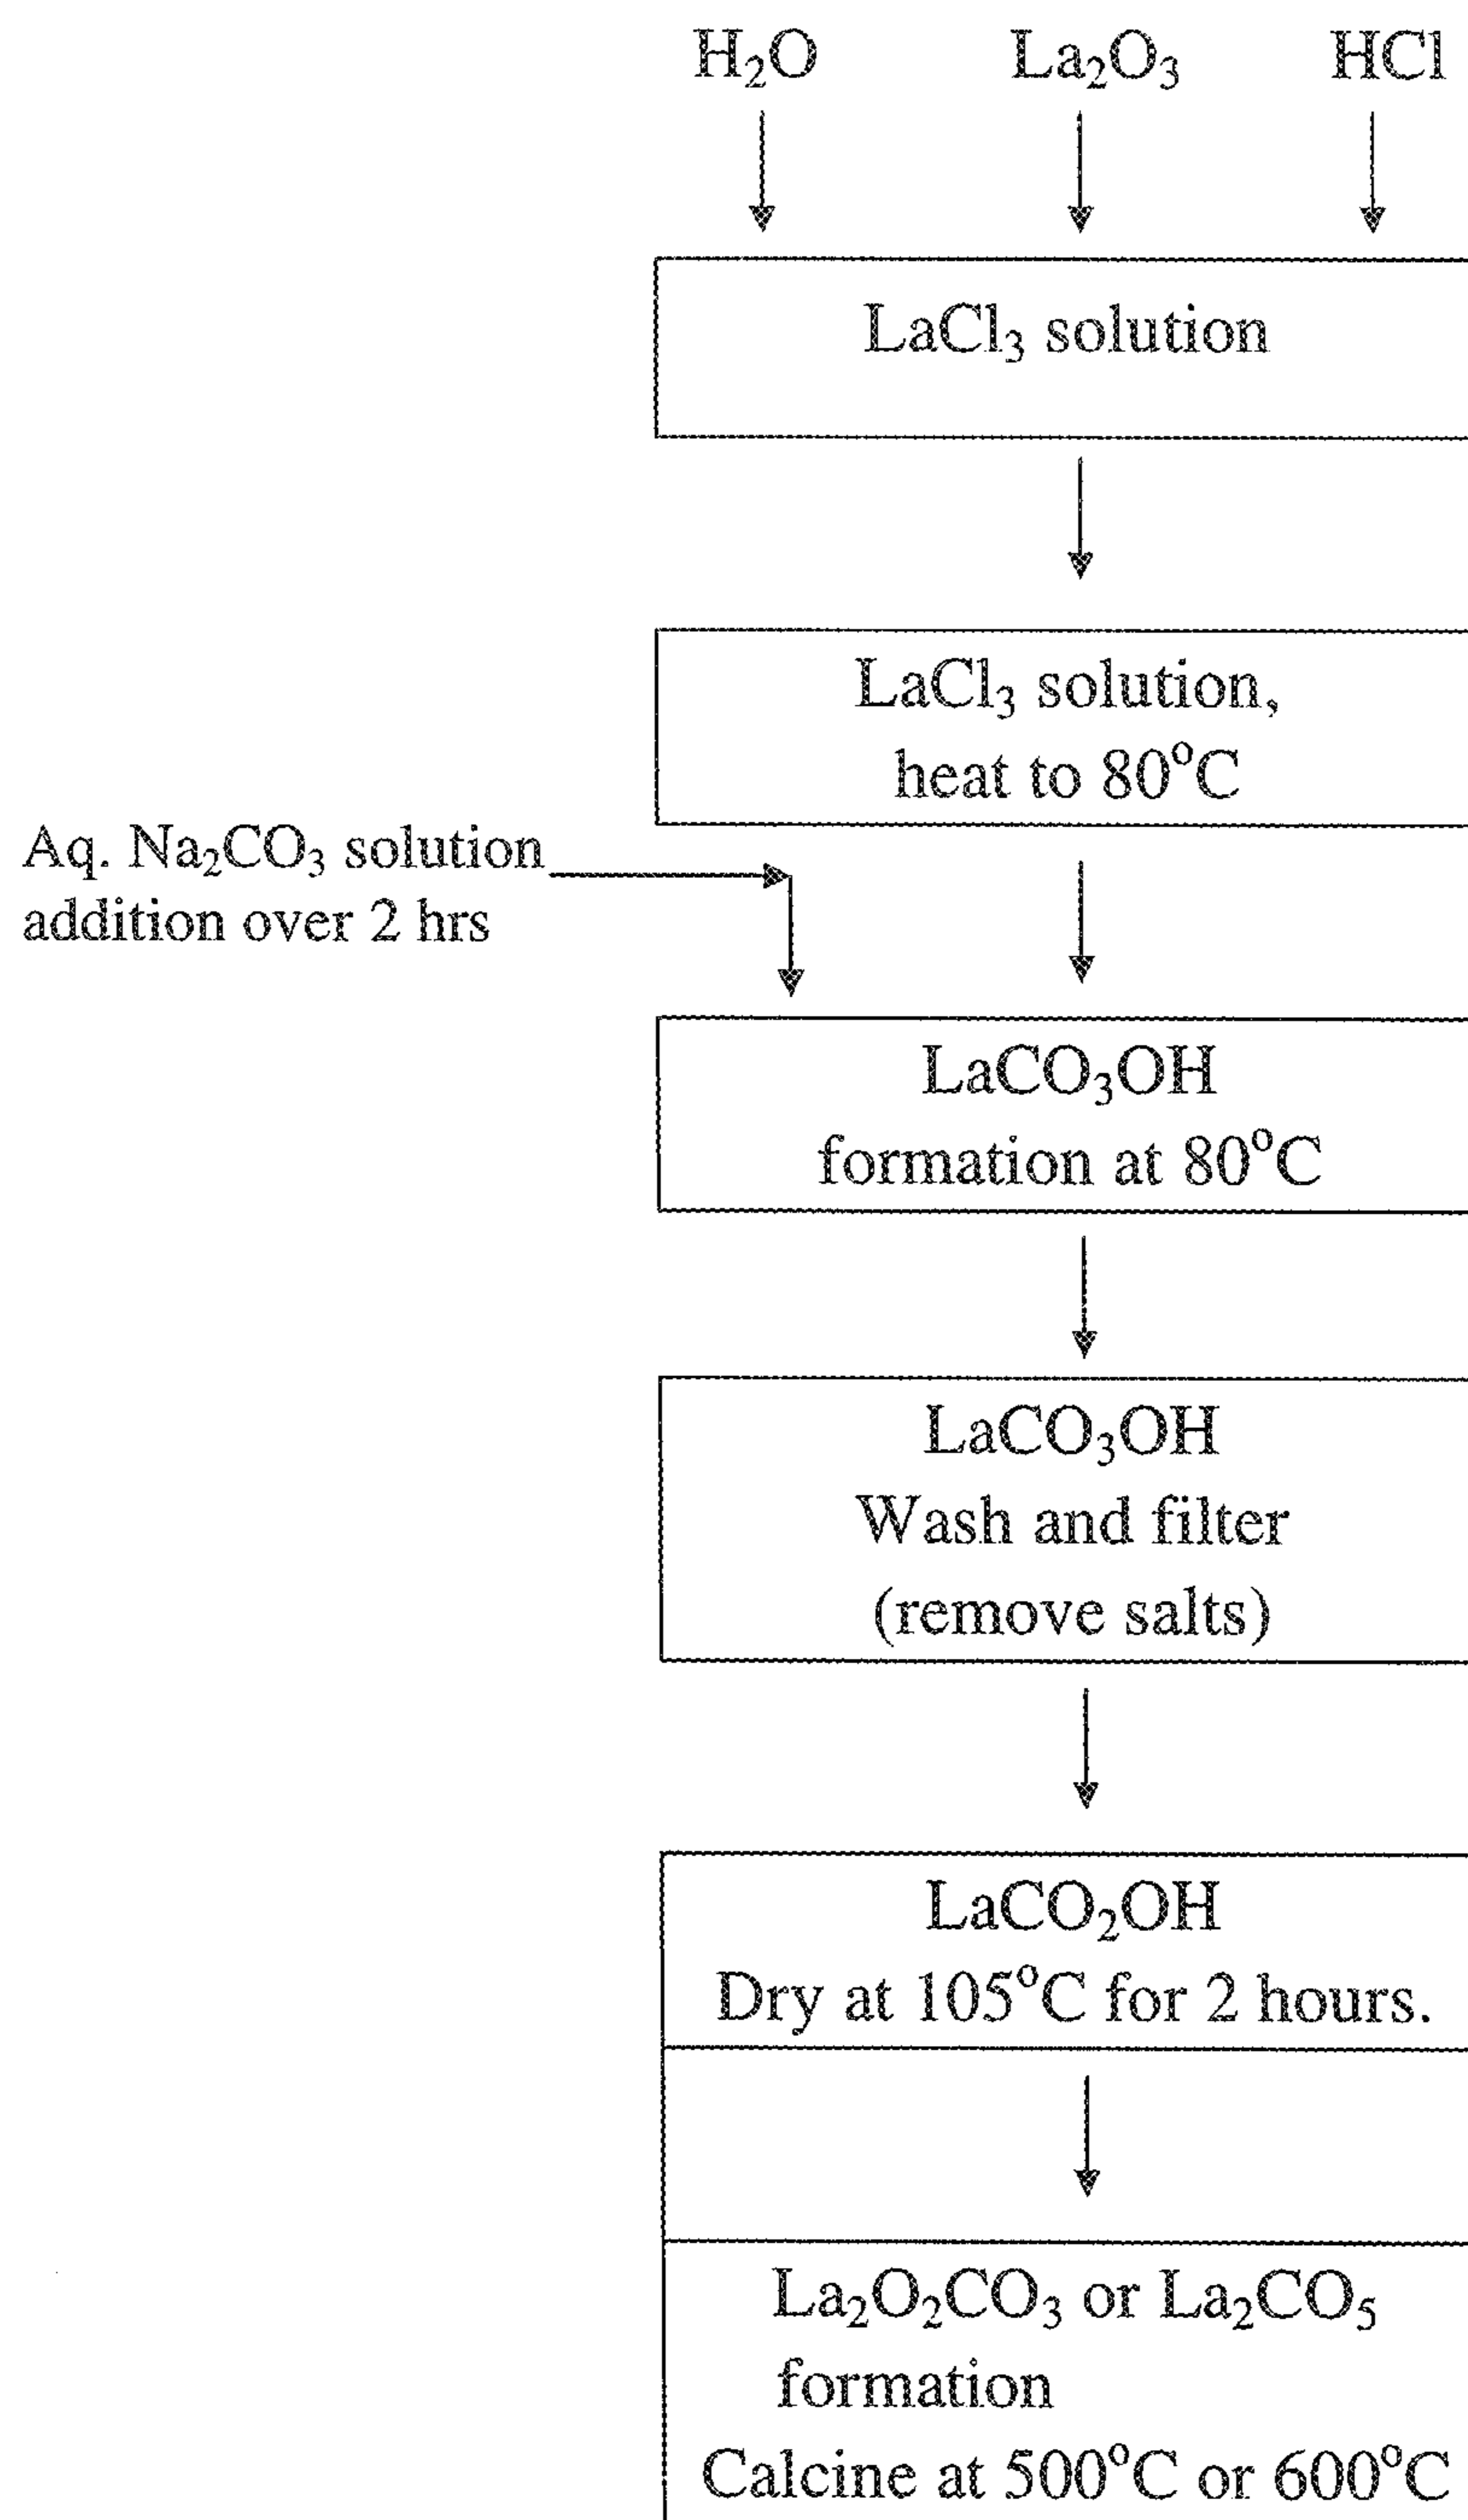 H₂O La₂O₃ HCl
LaCl₃ solution
LaCl₃ solution,
heat to 80°C
Aq. Na₂CO₃ solution
addition over 2 hrs
LaCO₃OH
formation at 80°C
LaCO₃OH
Wash and filter
(remove salts)
LaCO₂OH
Dry at 105°C for 2 hours.
La₂O₂CO₃ or La₂CO₅
formation
Calcine at 500°C or 600°C